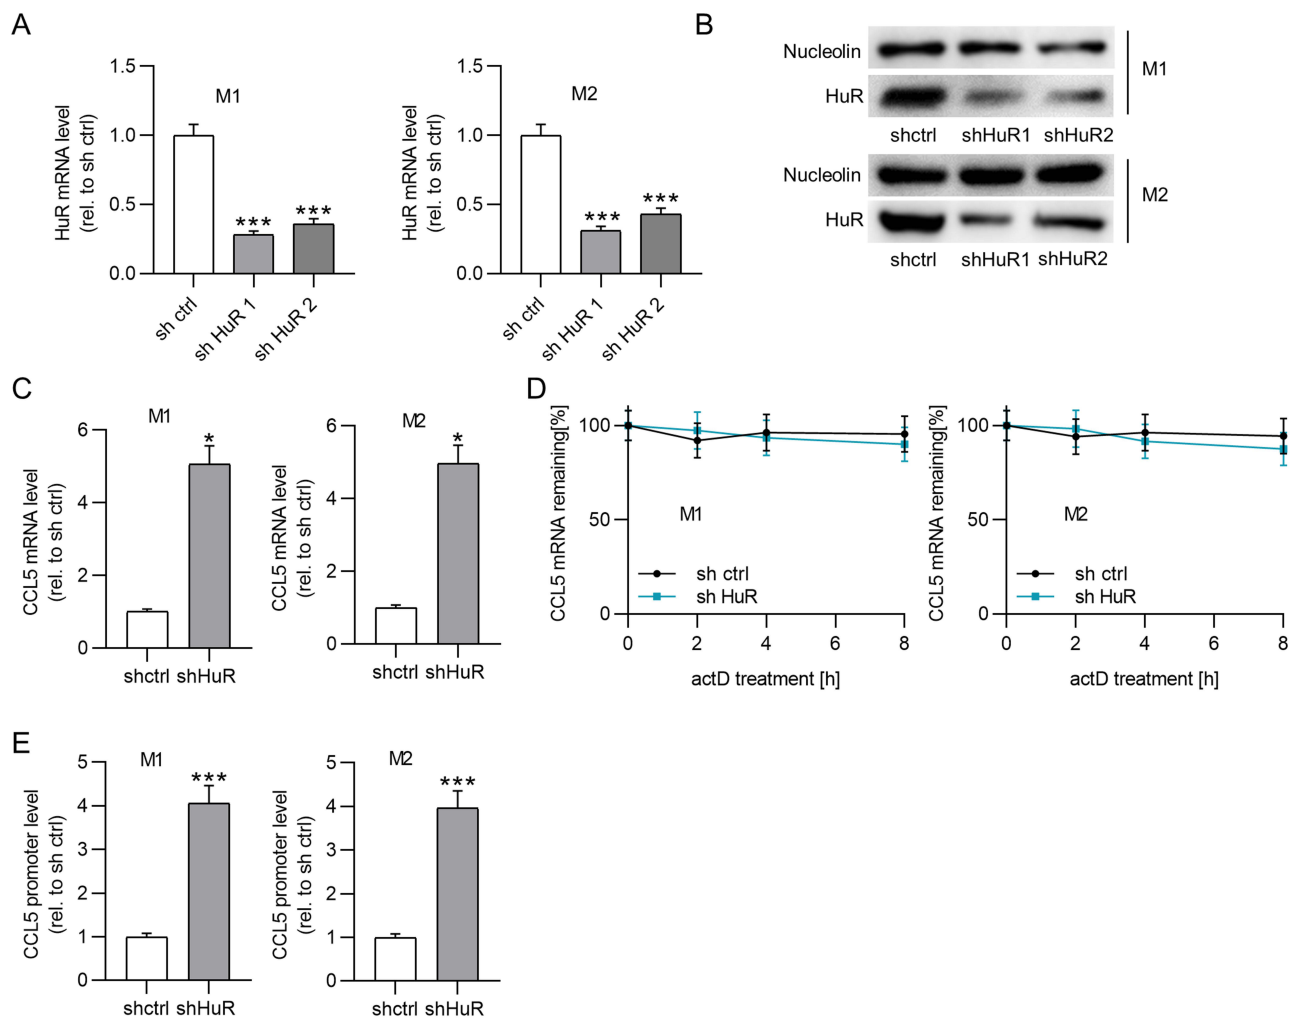 A
HuR mRNA level
(rel. to sh ctrl)
1.5
1.0
0.5
0.0
M1
***
***
sh ctrl
sh HuR 1
sh HuR 2
HuR mRNA level
(rel. to sh ctrl)
1.5
1.0
0.5
0.0
M2
***
***
sh ctrl
sh HuR 1
sh HuR 2
B
Nucleolin
HuR
M1
shctrl shHuR1 shHuR2
Nucleolin
HuR
M2
shctrl shHuR1 shHuR2
C
CCL5 mRNA level
(rel. to sh ctrl)
6
4
2
0
M1
*
shctrl shHuR
CCL5 mRNA level
(rel. to sh ctrl)
6
4
2
0
M2
*
shctrl shHuR
D
CCL5 mRNA remaining[%]
100
50
0
M1
sh ctrl
sh HuR
0 2 4 6 8
actD treatment [h]
CCL5 mRNA remaining[%]
100
50
0
M2
sh ctrl
sh HuR
0 2 4 6 8
actD treatment [h]
E
CCL5 promoter level
(rel. to sh ctrl)
5
4
3
2
1
0
M1
***
shctrl shHuR
CCL5 promoter level
(rel. to sh ctrl)
5
4
3
2
1
0
M2
***
shctrl shHuR